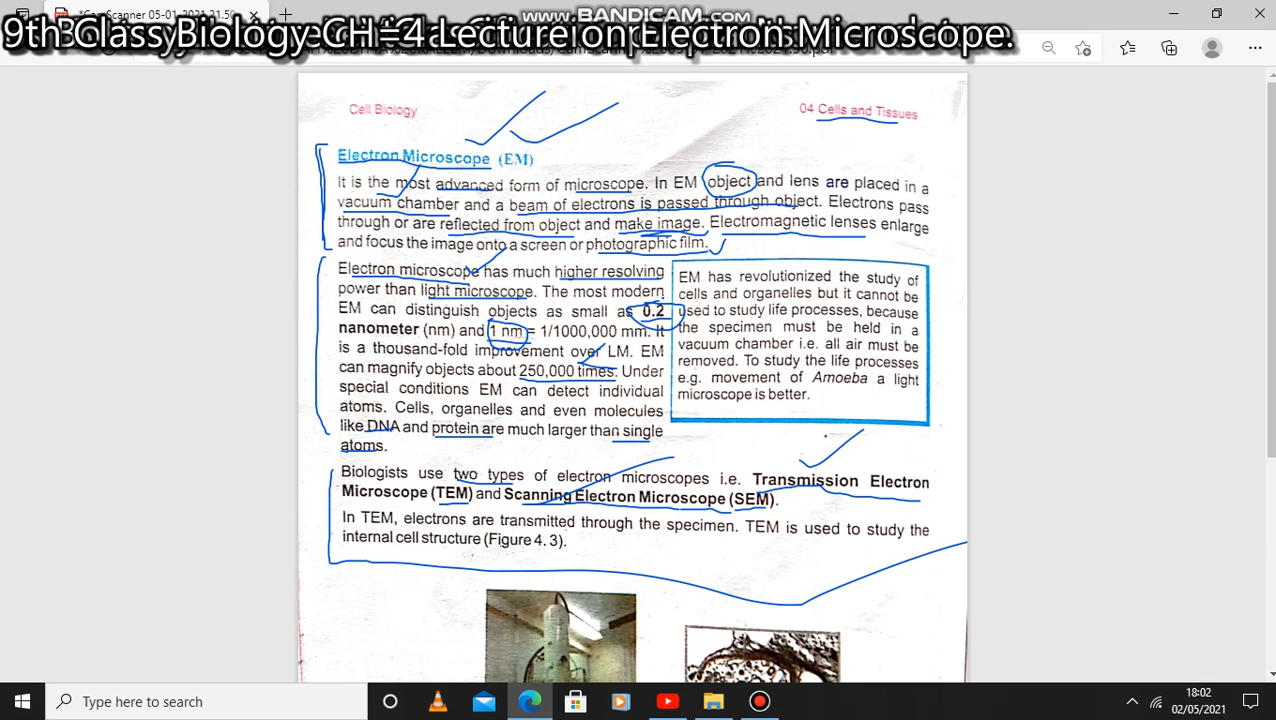 *CamScanner 05-01-2021 21.50
www.BANDICAM.com
9th Class Biology CH=4 Lecture on Electron Microscope.
Cell Biology
04 Cells and Tissues
Electron Microscope (EM)
It is the most advanced form of microscope. In EM object and lens are placed in a
vacuum chamber and a beam of electrons is passed through object. Electrons pass
through or are reflected from object and make image. Electromagnetic lenses enlarge
and focus the image onto a screen or photographic film.
Electron microscope has much higher resolving
power than light microscope. The most modern
EM can distinguish objects as small as 0.2
nanometer (nm) and 1 nm = 1/1000,000 mm. It
is a thousand-fold improvement over LM. EM
can magnify objects about 250,000 times. Under
special conditions EM can detect individual
atoms. Cells, organelles and even molecules
like DNA and protein are much larger than single
atoms.
EM has revolutionized the study of
cells and organelles but it cannot be
used to study life processes, because
the specimen must be held in a
vacuum chamber i.e. all air must be
removed. To study the life processes
e.g. movement of Amoeba a light
microscope is better.
Biologists use two types of electron microscopes i.e. Transmission Electron
Microscope (TEM) and Scanning Electron Microscope (SEM).
In TEM, electrons are transmitted through the specimen. TEM is used to study the
internal cell structure (Figure 4. 3).
Type here to search
18:02
02/05/2021